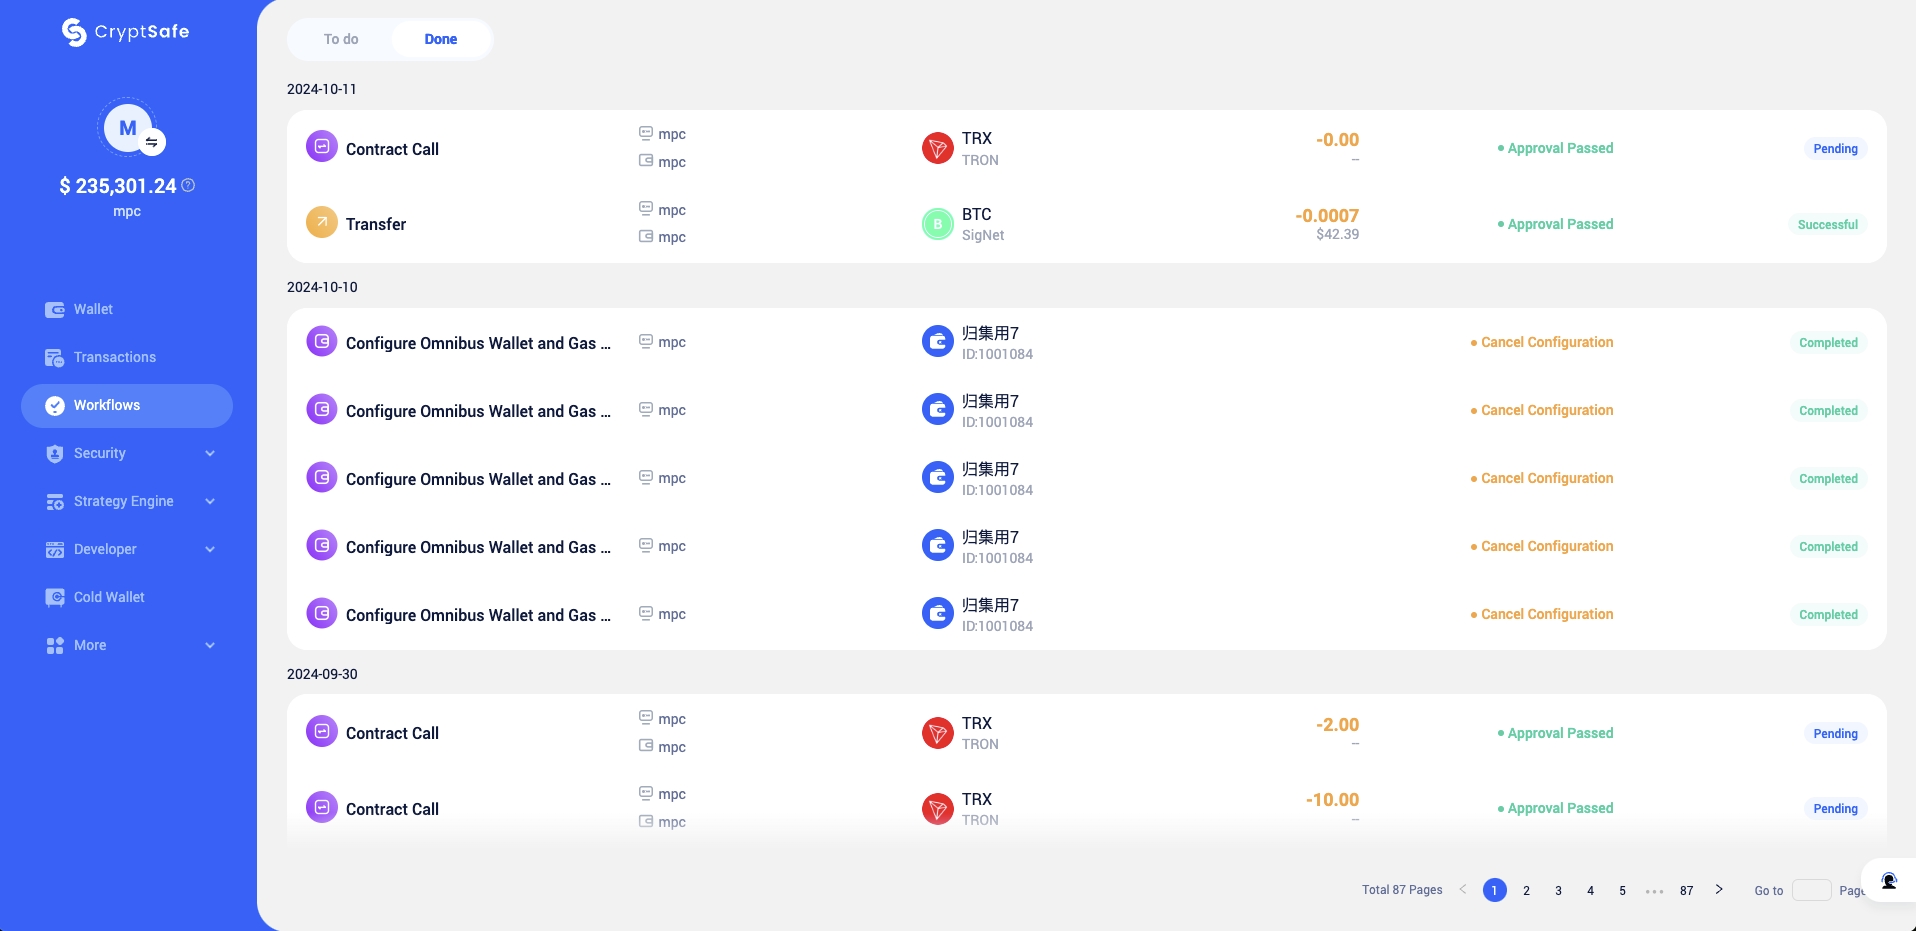 CryptSafe
M
$ 235,301.24
mpc
Wallet
Transactions
Workflows
Security
Strategy Engine
Developer
Cold Wallet
More
To do Done
2024-10-11
Contract Call mpc mpc TRX TRON -0.00 -- Approval Passed Pending
Transfer mpc mpc B BTC SigNet -0.0007 $42.39 Approval Passed Successful
2024-10-10
Configure Omnibus Wallet and Gas ... mpc 归集用7 ID:1001084 Cancel Configuration Completed
Configure Omnibus Wallet and Gas ... mpc 归集用7 ID:1001084 Cancel Configuration Completed
Configure Omnibus Wallet and Gas ... mpc 归集用7 ID:1001084 Cancel Configuration Completed
Configure Omnibus Wallet and Gas ... mpc 归集用7 ID:1001084 Cancel Configuration Completed
Configure Omnibus Wallet and Gas ... mpc 归集用7 ID:1001084 Cancel Configuration Completed
2024-09-30
Contract Call mpc mpc TRX TRON -2.00 -- Approval Passed Pending
Contract Call mpc mpc TRX TRON -10.00 -- Approval Passed Pending
Total 87 Pages < 1 2 3 4 5 ••• 87 > Go to Page